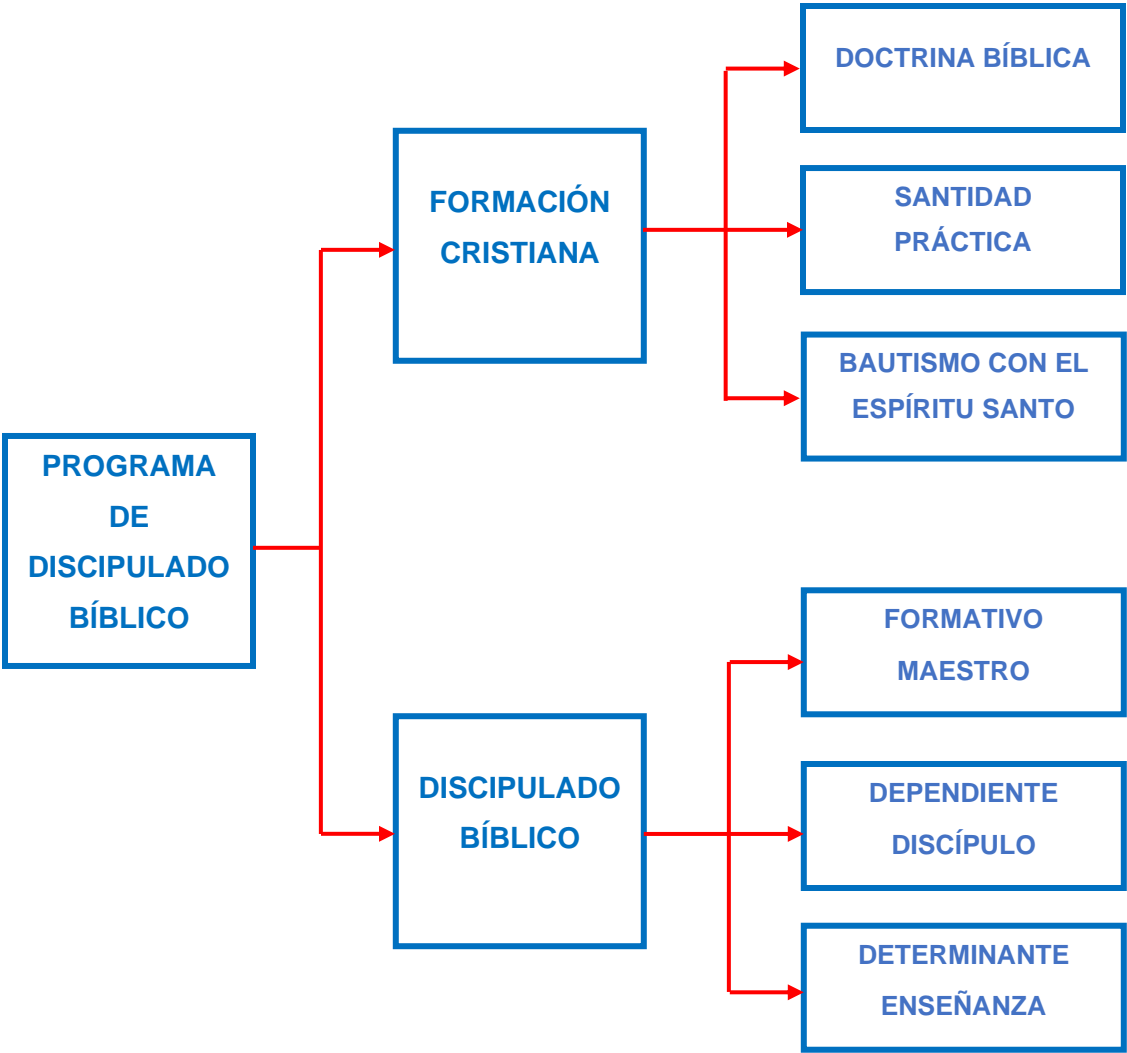 PROGRAMA
DE
DISCIPULADO
BÍBLICO
FORMACIÓN
CRISTIANA
DOCTRINA BÍBLICA
SANTIDAD
PRÁCTICA
BAUTISMO CON EL
ESPÍRITU SANTO
DISCIPULADO
BÍBLICO
FORMATIVO
MAESTRO
DEPENDIENTE
DISCÍPULO
DETERMINANTE
ENSEÑANZA